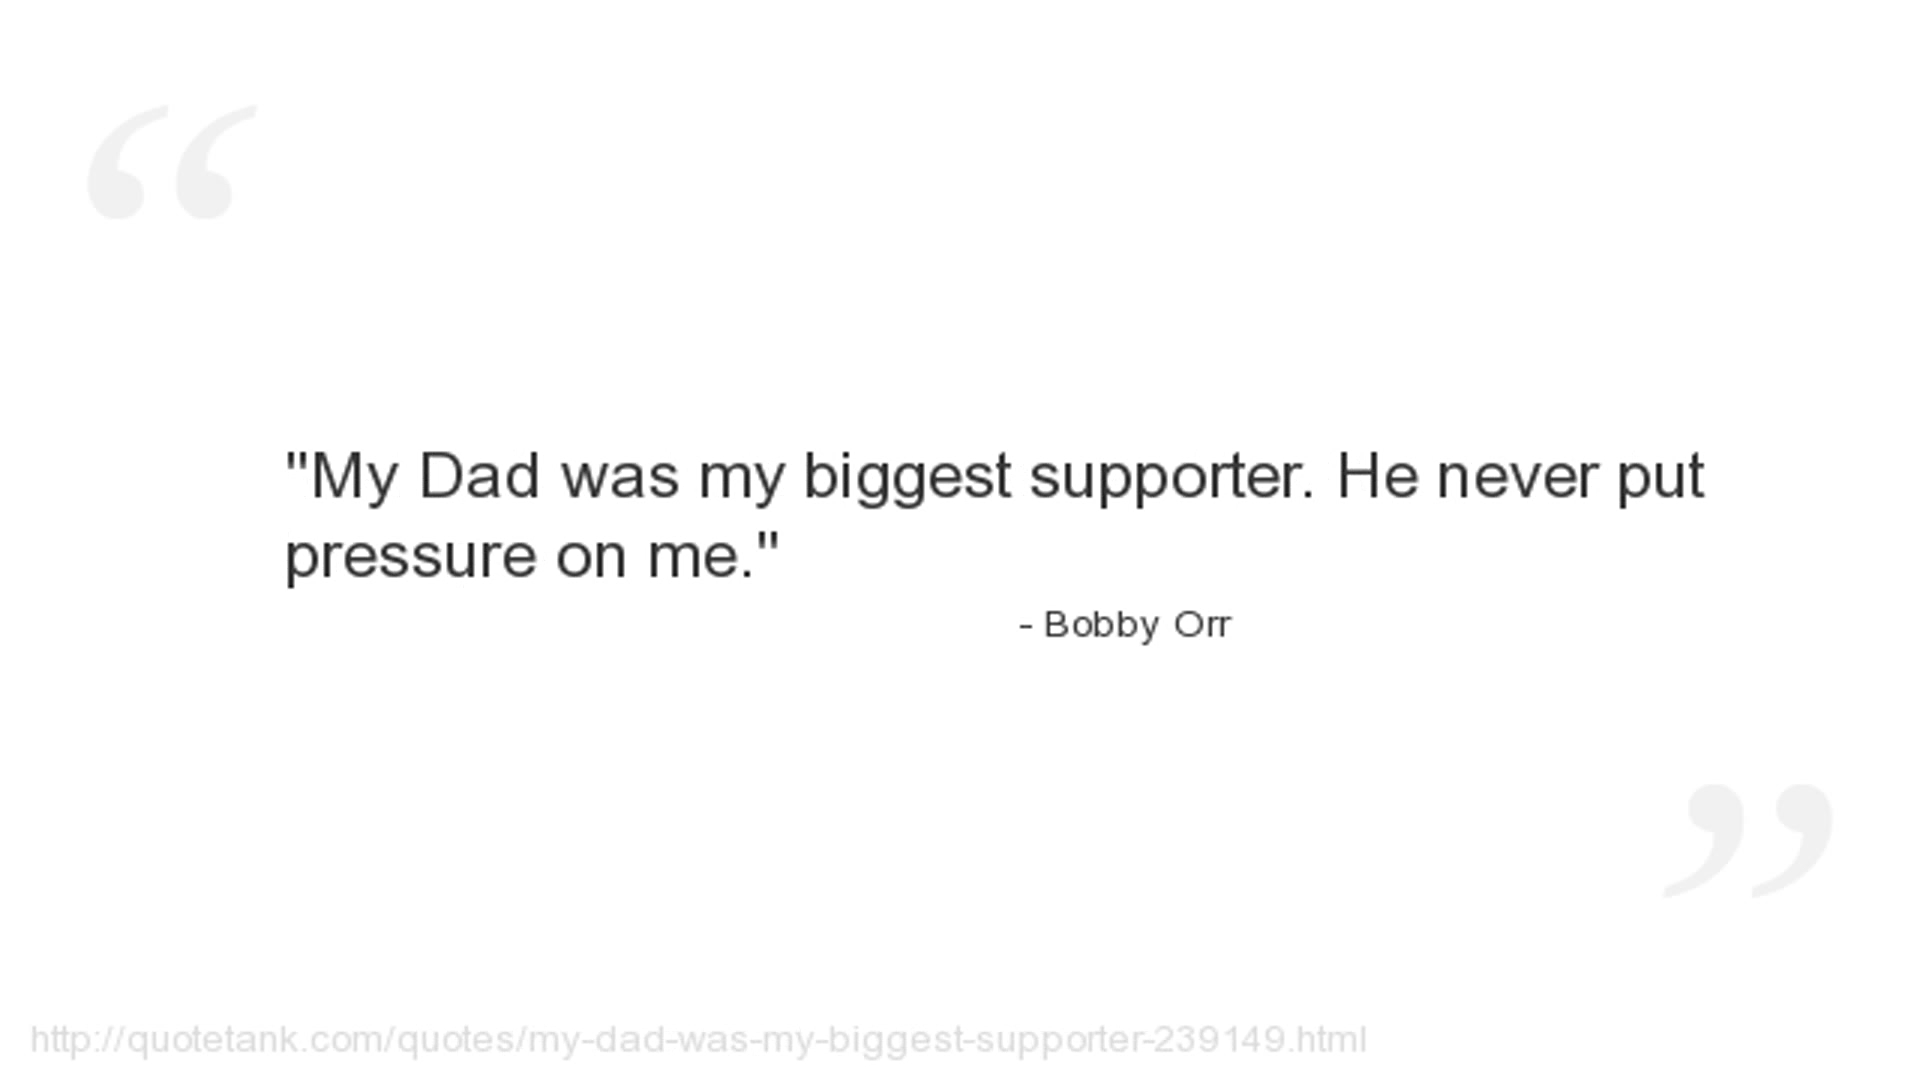 "My Dad was my biggest supporter. He never put
pressure on me."
- Bobby Orr
http://quotetank.com/quotes/my-dad-was-my-biggest-supporter-239149.html